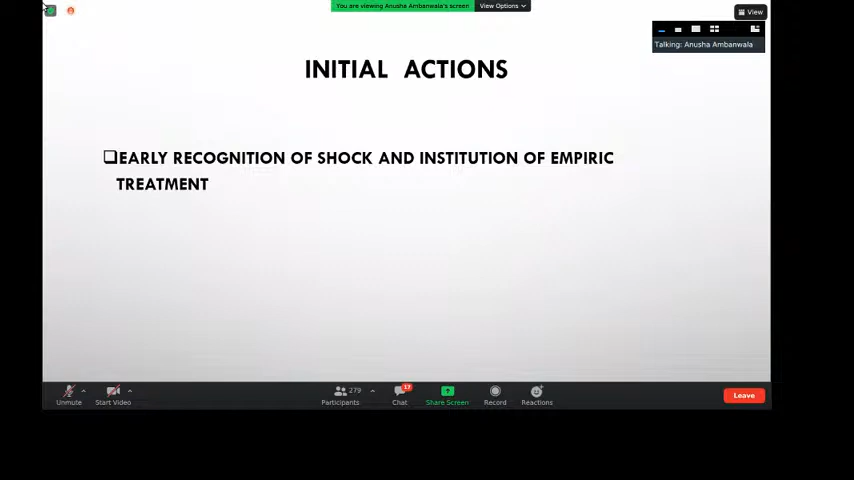 You are viewing Anusha Ambanwala's screen
View Options
View
Talking: Anusha Ambanwala
INITIAL ACTIONS
EARLY RECOGNITION OF SHOCK AND INSTITUTION OF EMPIRIC
TREATMENT
Unmute
Start Video
279
Participants
17
Chat
Share Screen
Record
Reactions
Leave